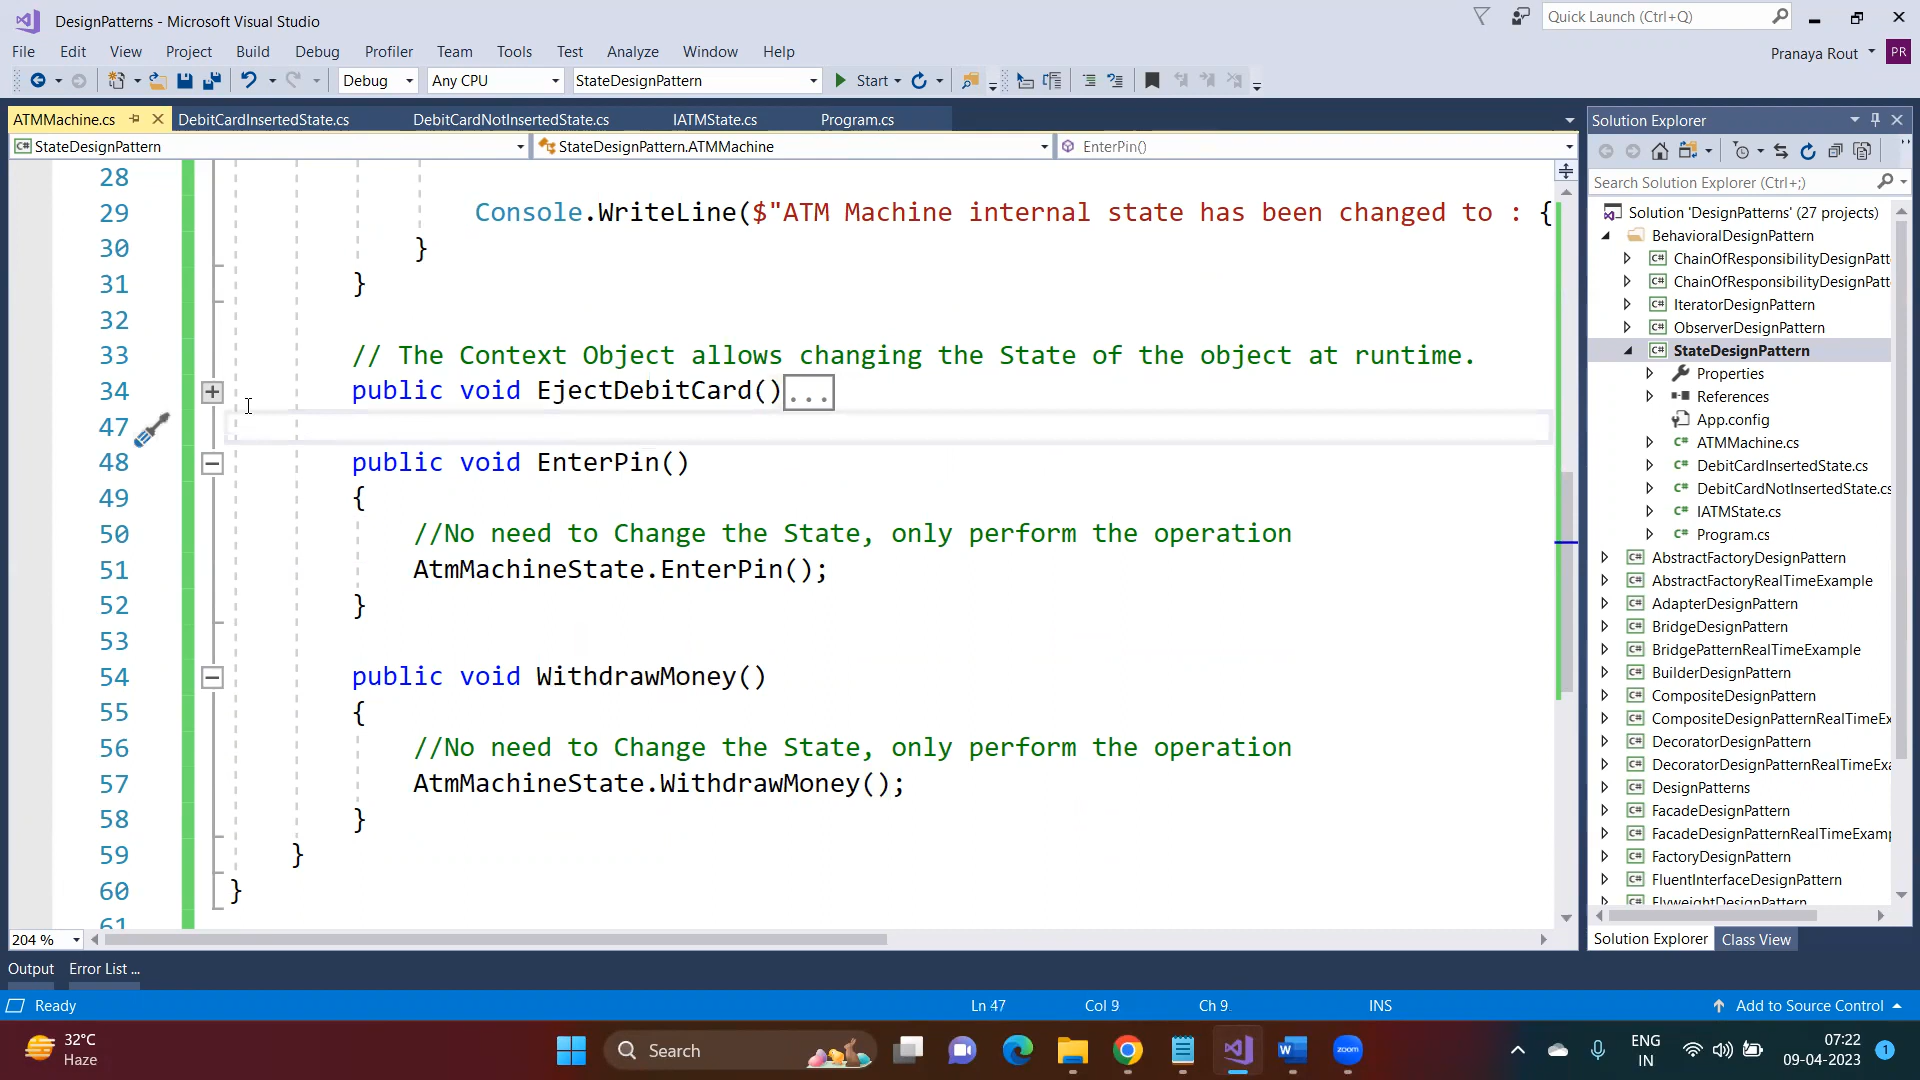 DesignPatterns - Microsoft Visual Studio
Quick Launch (Ctrl+Q)
File Edit View Project Build Debug Profiler Team Tools Test Analyze Window Help
Pranaya Rout PR
Debug Any CPU StateDesignPattern Start
ATMMachine.cs DebitCardInsertedState.cs DebitCardNotInsertedState.cs IATMState.cs Program.cs
StateDesignPattern StateDesignPattern.ATMMachine EnterPin()
28
29 Console.WriteLine($"ATM Machine internal state has been changed to : {
30 }
31 }
32
33 // The Context Object allows changing the State of the object at runtime.
34 public void EjectDebitCard()...
47
48 public void EnterPin()
49 {
50 //No need to Change the State, only perform the operation
51 AtmMachineState.EnterPin();
52 }
53
54 public void WithdrawMoney()
55 {
56 //No need to Change the State, only perform the operation
57 AtmMachineState.WithdrawMoney();
58 }
59 }
60 }
61
204 %
Solution Explorer
Search Solution Explorer (Ctrl+;)
Solution 'DesignPatterns' (27 projects)
BehavioralDesignPattern
C# ChainOfResponsibilityDesignPatt
C# ChainOfResponsibilityDesignPatt
C# IteratorDesignPattern
C# ObserverDesignPattern
C# StateDesignPattern
Properties
References
App.config
C# ATMMachine.cs
C# DebitCardInsertedState.cs
C# DebitCardNotInsertedState.cs
C# IATMState.cs
C# Program.cs
C# AbstractFactoryDesignPattern
C# AbstractFactoryRealTimeExample
C# AdapterDesignPattern
C# BridgeDesignPattern
C# BridgePatternRealTimeExample
C# BuilderDesignPattern
C# CompositeDesignPattern
C# CompositeDesignPatternRealTimeEx
C# DecoratorDesignPattern
C# DecoratorDesignPatternRealTimeExa
C# DesignPatterns
C# FacadeDesignPattern
C# FacadeDesignPatternRealTimeExamp
C# FactoryDesignPattern
C# FluentInterfaceDesignPattern
C# FlyweightDesignPattern
Solution Explorer Class View
Output Error List ...
Ready Ln 47 Col 9 Ch 9 INS Add to Source Control
32°C
Haze
Search
zoom
ENG
IN
07:22
09-04-2023
1